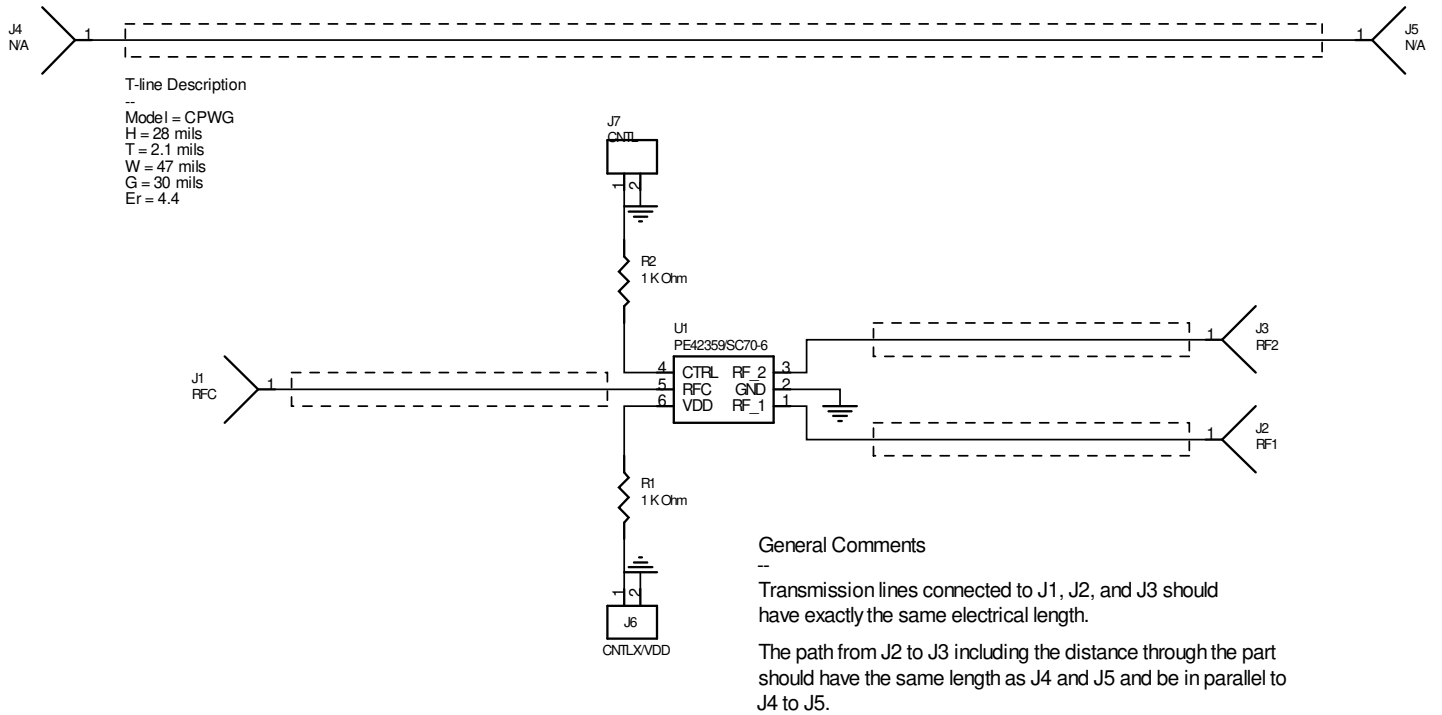 J4
N/A
1
1
J5
N/A
T-line Description
--
Model = CPWG
H = 28 mils
T = 2.1 mils
W = 47 mils
G = 30 mils
Er = 4.4
J7
CNTL
1
2
R2
1 K Ohm
U1
PE42359/SC70-6
J3
RF2
1
J1
RFC
1
4
CTRL
RF_2
3
5
RFC
GND
2
6
VDD
RF_1
1
J2
RF1
1
R1
1 K Ohm
1
2
J6
CNTLX/VDD
General Comments
--
Transmission lines connected to J1, J2, and J3 should
have exactly the same electrical length.
The path from J2 to J3 including the distance through the part
should have the same length as J4 and J5 and be in parallel to
J4 to J5.